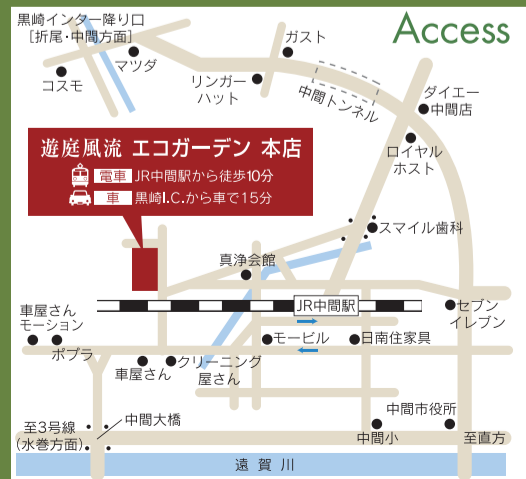 Access
黒崎インター降り口
[折尾・中間方面]
マツダ
コスモ
ガスト
リンガー
ハット
中間トンネル
ダイエー
中間店
ロイヤル
ホスト
遊庭風流 エコガーデン 本店
電車 JR中間駅から徒歩10分
車 黒崎I.C.から車で15分
スマイル歯科
真浄会館
JR中間駅
セブン
イレブン
車屋さん
モーション
ポプラ
車屋さん
クリーニング
屋さん
モービル
日南住家具
至3号線
(水巻方面)
中間大橋
中間市役所
中間小
至直方
遠賀川